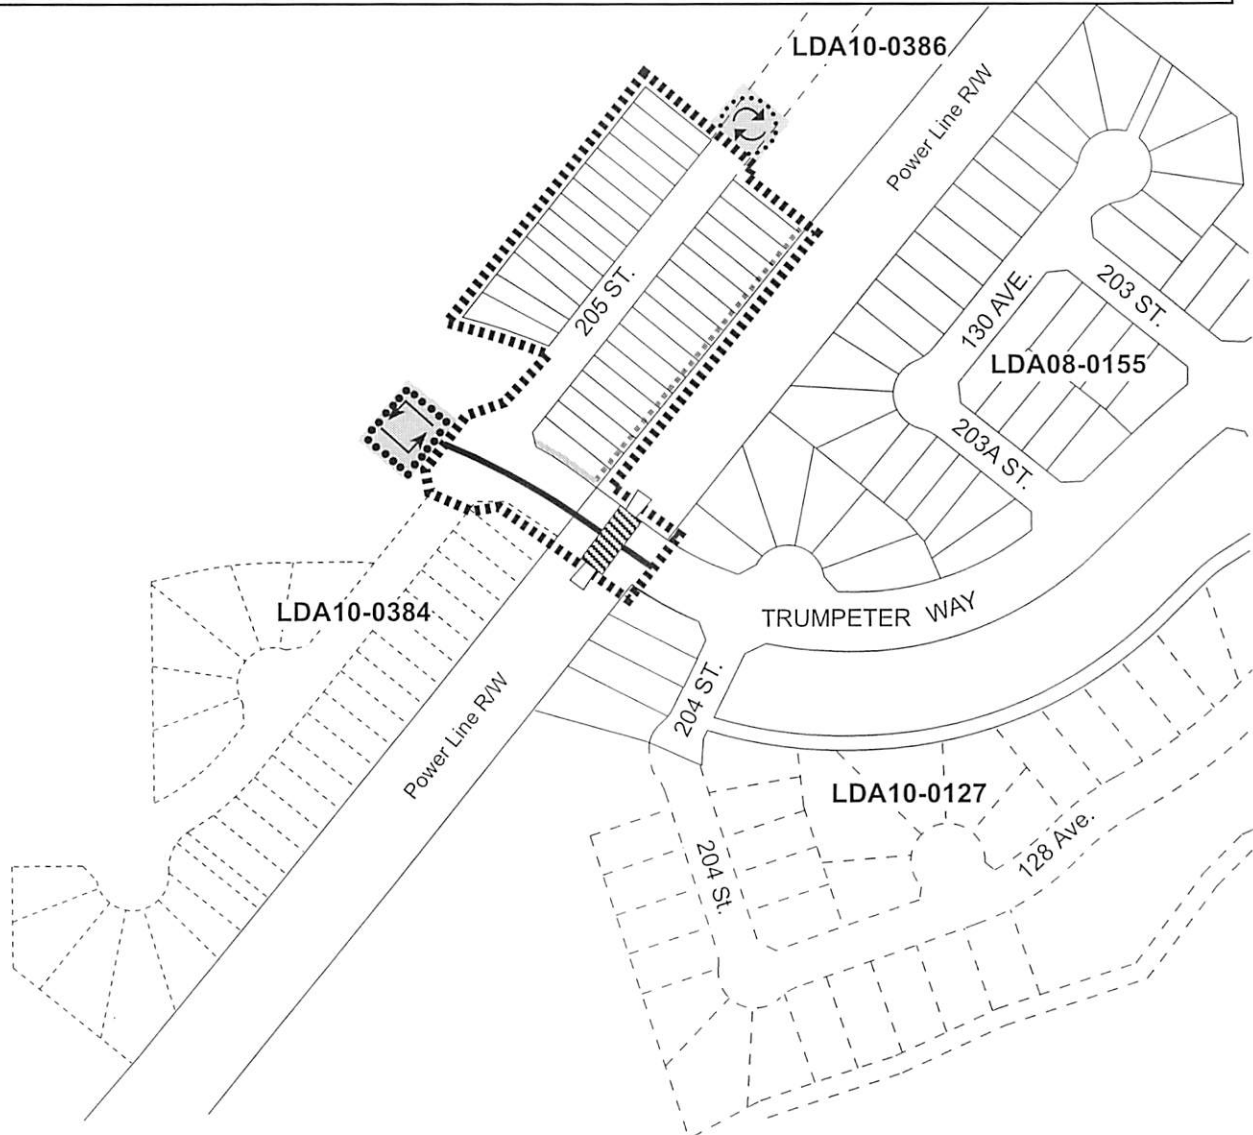 LDA10-0386
Power Line R/W
205 ST.
130 AVE.
203 ST.
LDA08-0155
203A ST.
LDA10-0384
TRUMPETER WAY
204 ST.
Power Line R/W
LDA10-0127
128 Ave.
204 St.